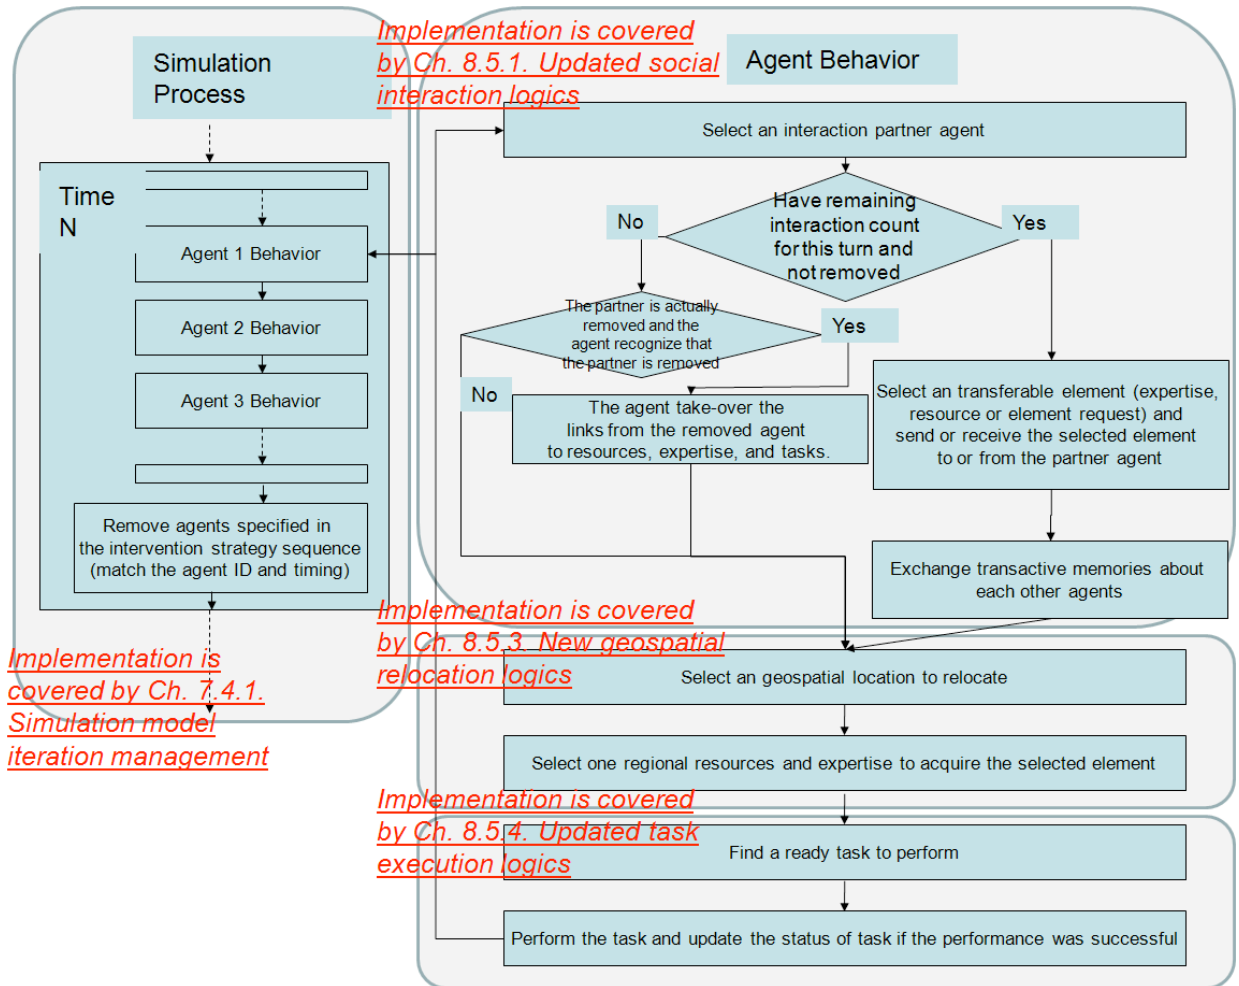 Simulation
Process
Time
N
Agent 1 Behavior
Agent 2 Behavior
Agent 3 Behavior
Remove agents specified in
the intervention strategy sequence
(match the agent ID and timing)
Implementation is
covered by Ch. 7.4.1.
Simulation model
iteration management
Implementation is covered
by Ch. 8.5.1. Updated social
interaction logics
Agent Behavior
Select an interaction partner agent
Have remaining
interaction count
for this turn and
not removed
No
Yes
The partner is actually
removed and the
agent recognize that
the partner is removed
Yes
No
The agent take-over the
links from the removed agent
to resources, expertise, and tasks.
Select an transferable element (expertise,
resource or element request) and
send or receive the selected element
to or from the partner agent
Exchange transactive memories about
each other agents
Implementation is covered
by Ch. 8.5.3. New geospatial
relocation logics
Select an geospatial location to relocate
Select one regional resources and expertise to acquire the selected element
Implementation is covered
by Ch. 8.5.4. Updated task
execution logics
Find a ready task to perform
Perform the task and update the status of task if the performance was successful